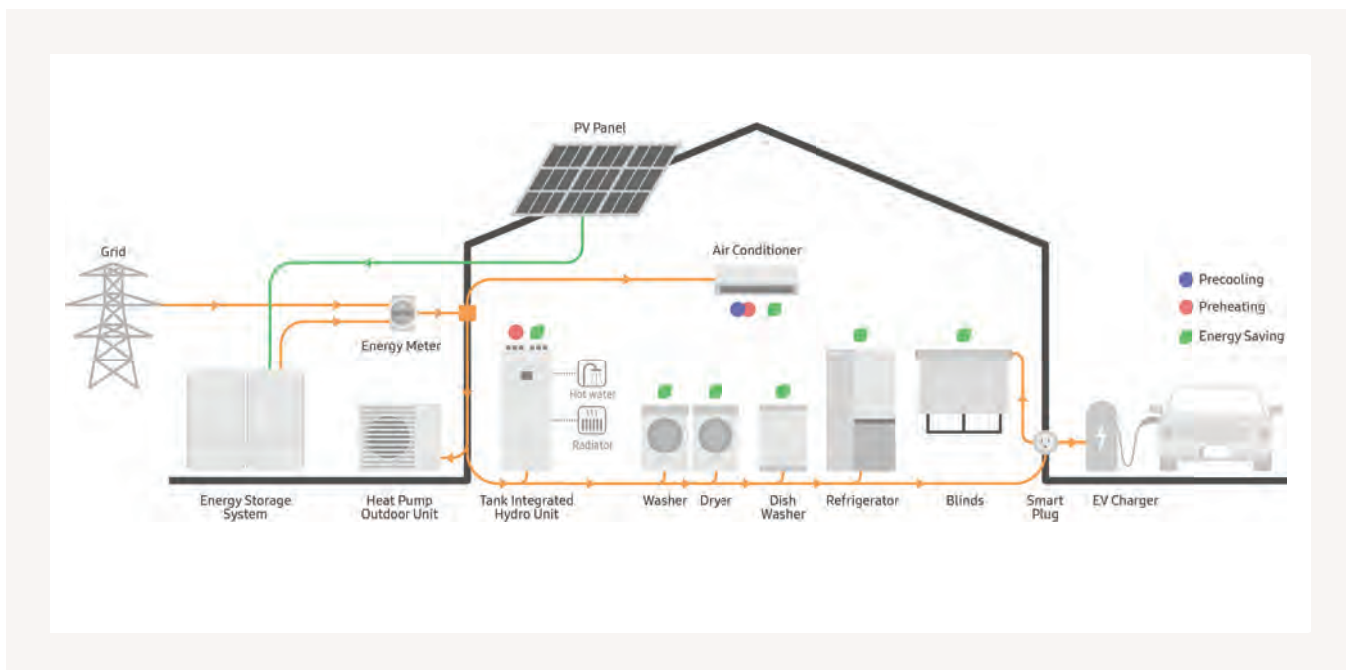 PV Panel
Grid
Air Conditioner
Precooling
Preheating
Energy Saving
Energy Meter
Hot water
Radiator
Energy Storage
System
Heat Pump
Outdoor Unit
Tank Integrated
Hydro Unit
Washer
Dryer
Dish
Washer
Refrigerator
Blinds
Smart
Plug
EV Charger